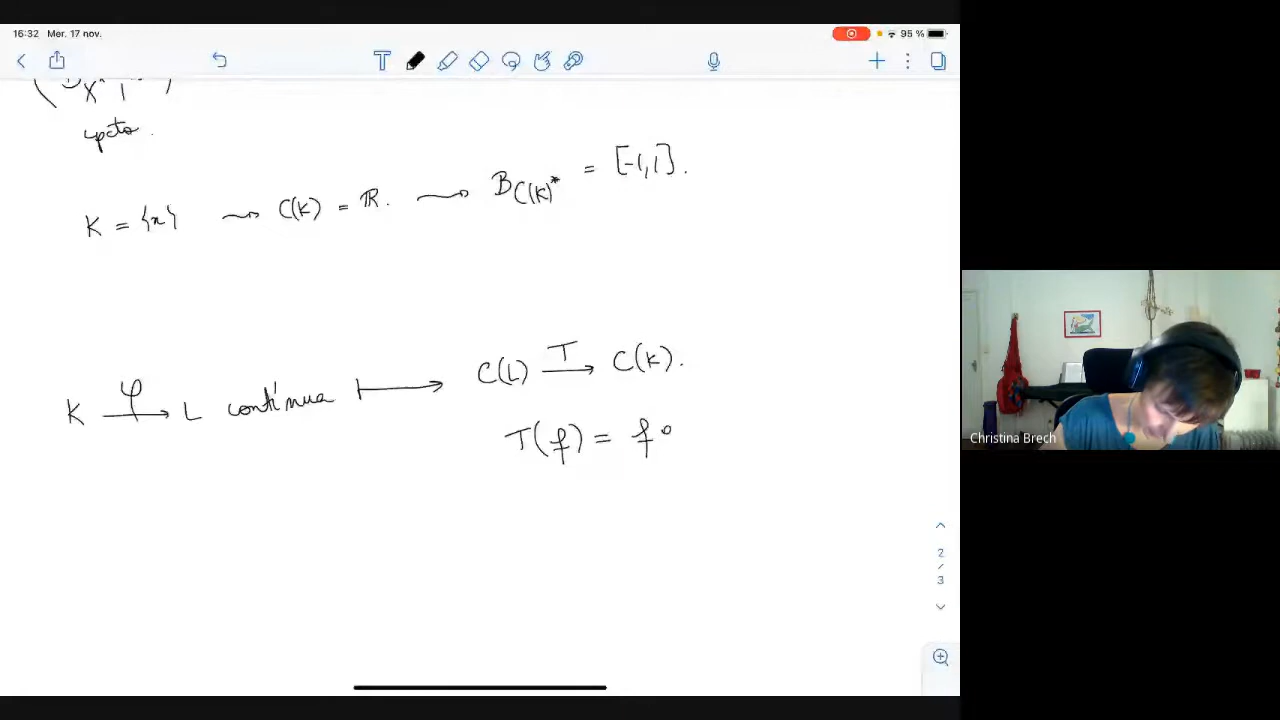 16:32 Mer. 17 nov. 95 %
T
cpcto.
K = {x} ⇝ C(K) = ℝ. ⇝ B_{C(K)*} = [-1,1].
K —φ→ L contínua ⟼ C(L) —T→ C(K).
T(f) = f∘
Christina Brech
2
/
3